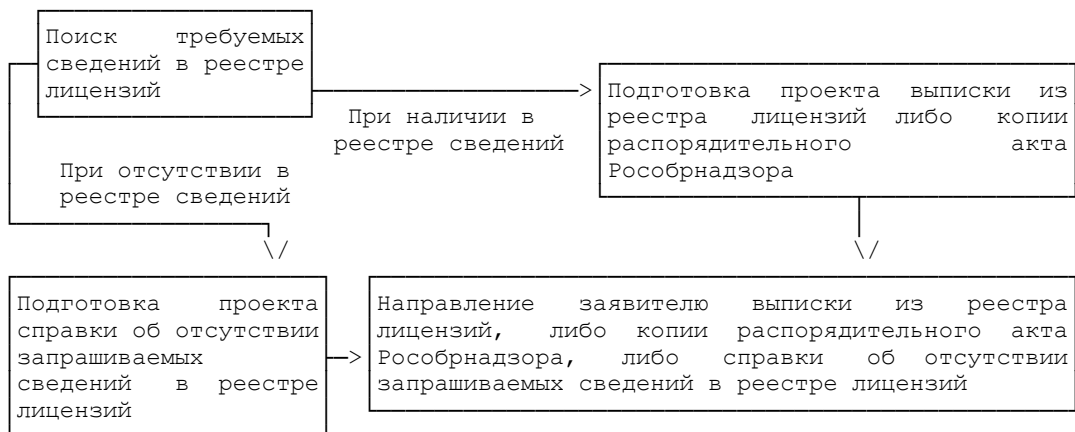 Поиск требуемых
сведений в реестре
лицензий
При наличии в
реестре сведений
Подготовка проекта выписки из
реестра лицензий либо копии
распорядительного акта
Рособрнадзора
При отсутствии в
реестре сведений
Подготовка проекта
справки об отсутствии
запрашиваемых
сведений в реестре
лицензий
Направление заявителю выписки из реестра
лицензий, либо копии распорядительного акта
Рособрнадзора, либо справки об отсутствии
запрашиваемых сведений в реестре лицензий